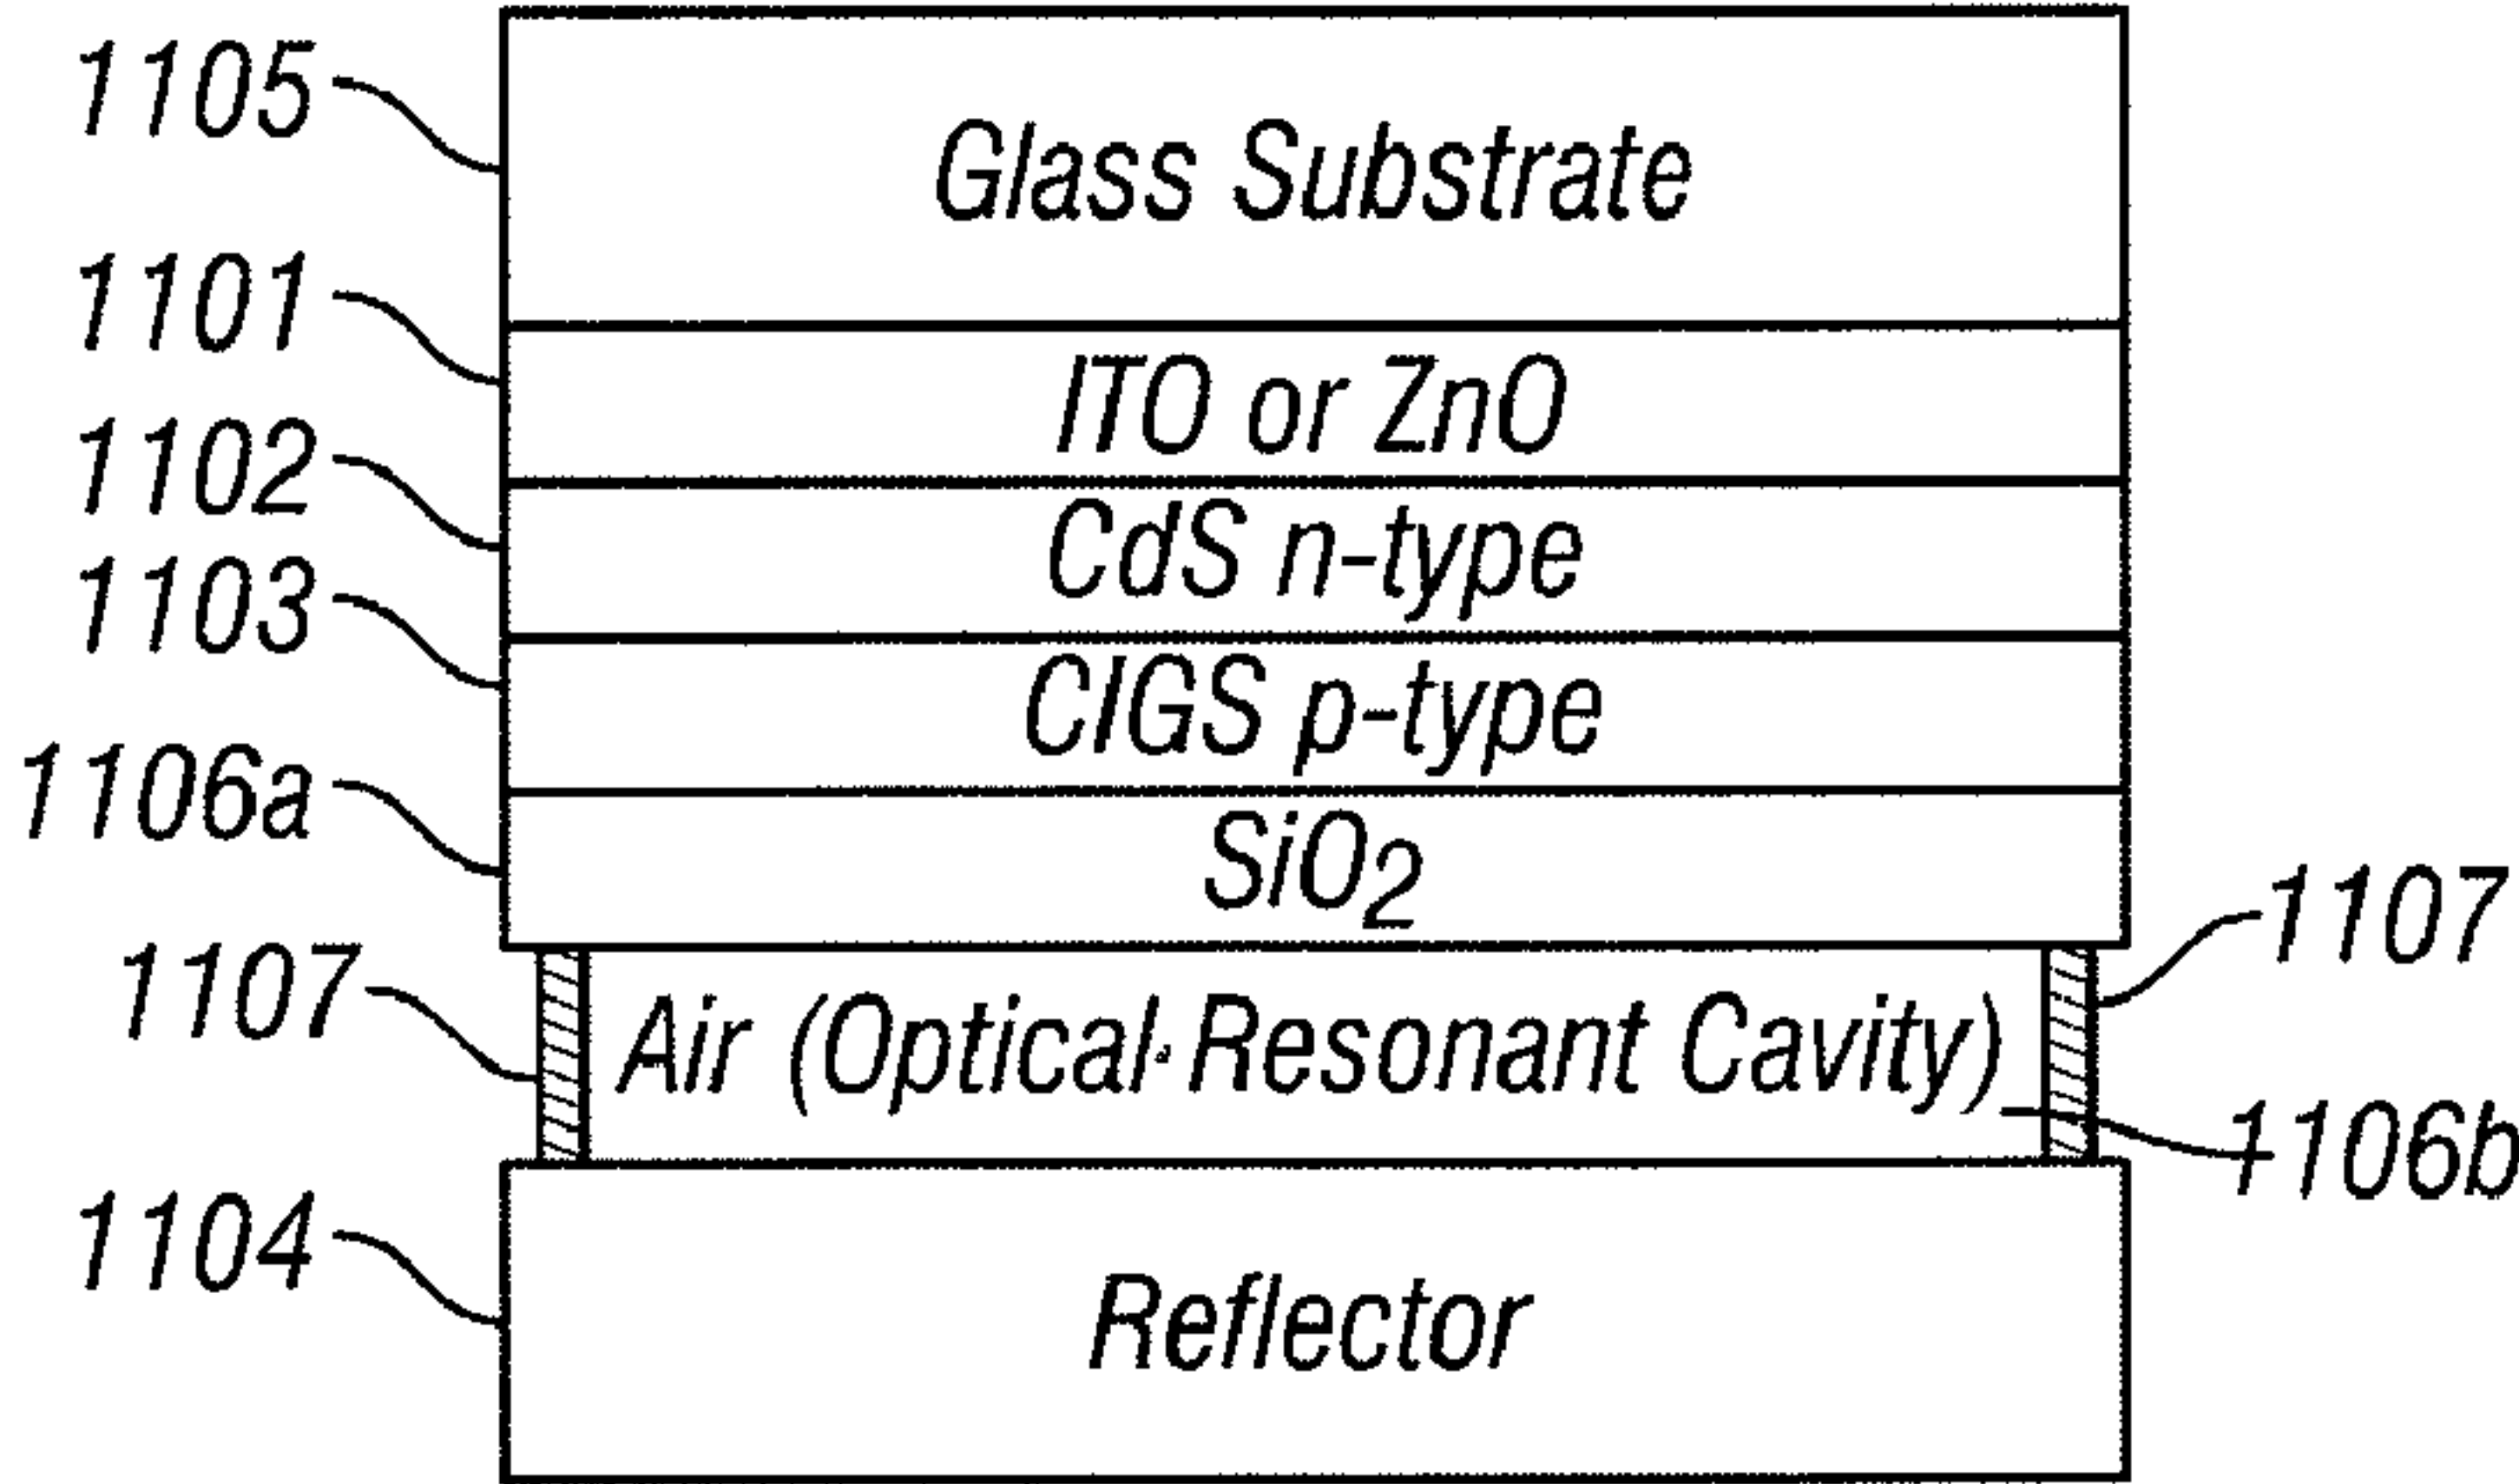 1105
Glass Substrate
1101
ITO or ZnO
1102
CdS n-type
1103
CIGS p-type
1106a
SiO2
1107
1107
Air (Optical Resonant Cavity)
1106b
1104
Reflector